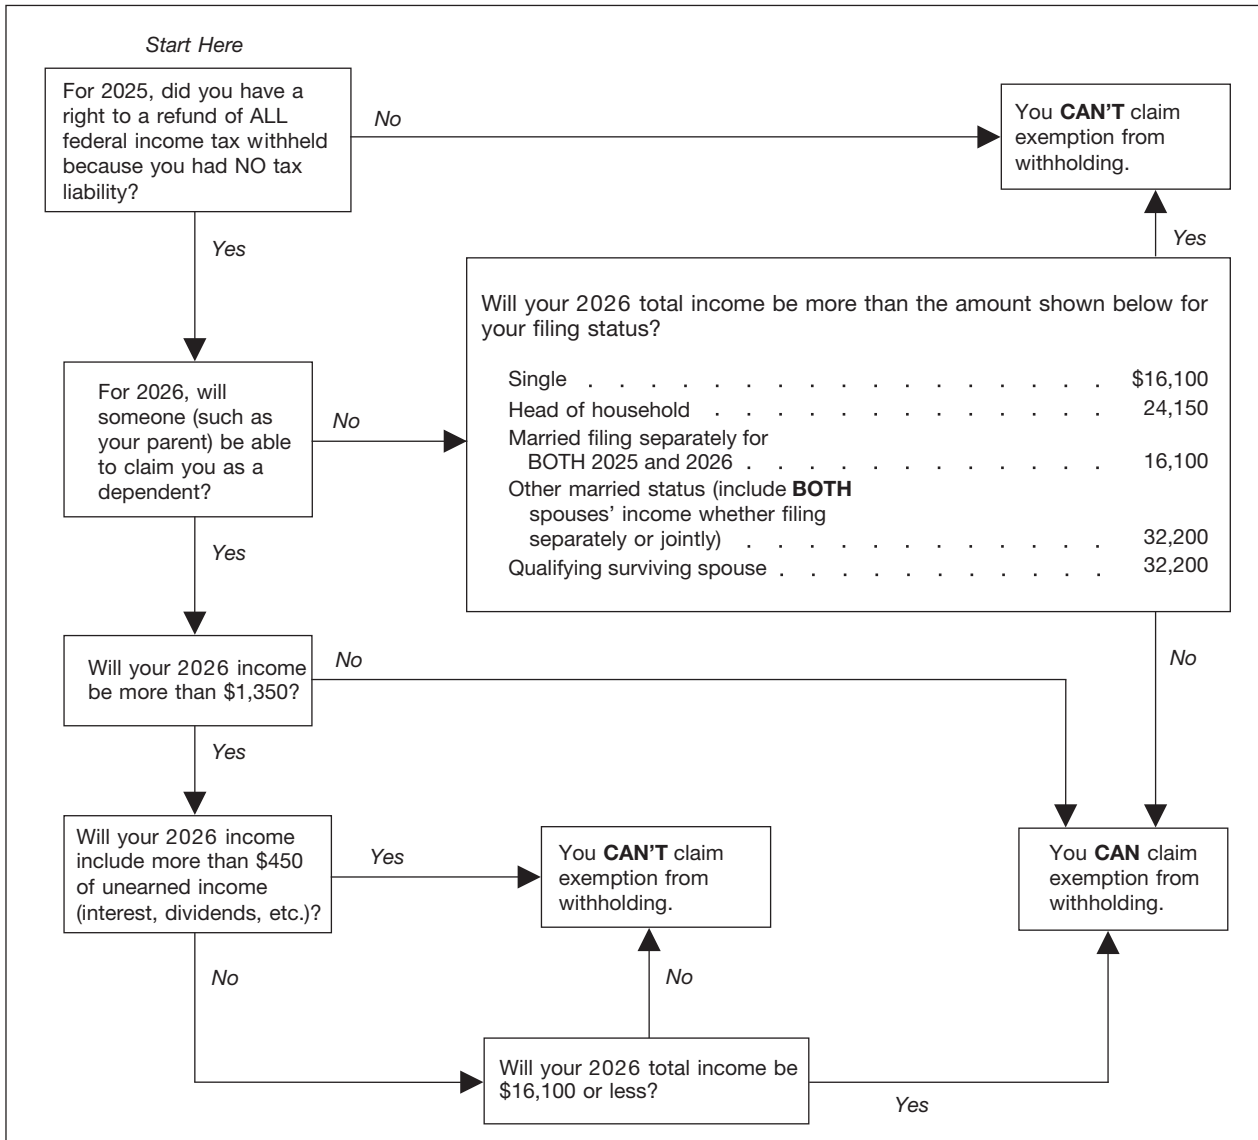 Start Here
For 2025, did you have a
right to a refund of ALL
federal income tax withheld
because you had NO tax
liability?
No
You CAN'T claim
exemption from
withholding.
Yes
Yes
Will your 2026 total income be more than the amount shown below for
your filing status?
Single . . . . . . . . . . . . . . . . . $16,100
Head of household . . . . . . . . . . . . . 24,150
Married filing separately for
BOTH 2025 and 2026 . . . . . . . . . . . . 16,100
Other married status (include BOTH
spouses' income whether filing
separately or jointly) . . . . . . . . . . . . 32,200
Qualifying surviving spouse . . . . . . . . . . . 32,200
For 2026, will
someone (such as
your parent) be able
to claim you as a
dependent?
No
Yes
No
Will your 2026 income
be more than $1,350?
No
Yes
Will your 2026 income
include more than $450
of unearned income
(interest, dividends, etc.)?
Yes
You CAN'T claim
exemption from
withholding.
You CAN claim
exemption from
withholding.
No
No
Will your 2026 total income be
$16,100 or less?
Yes